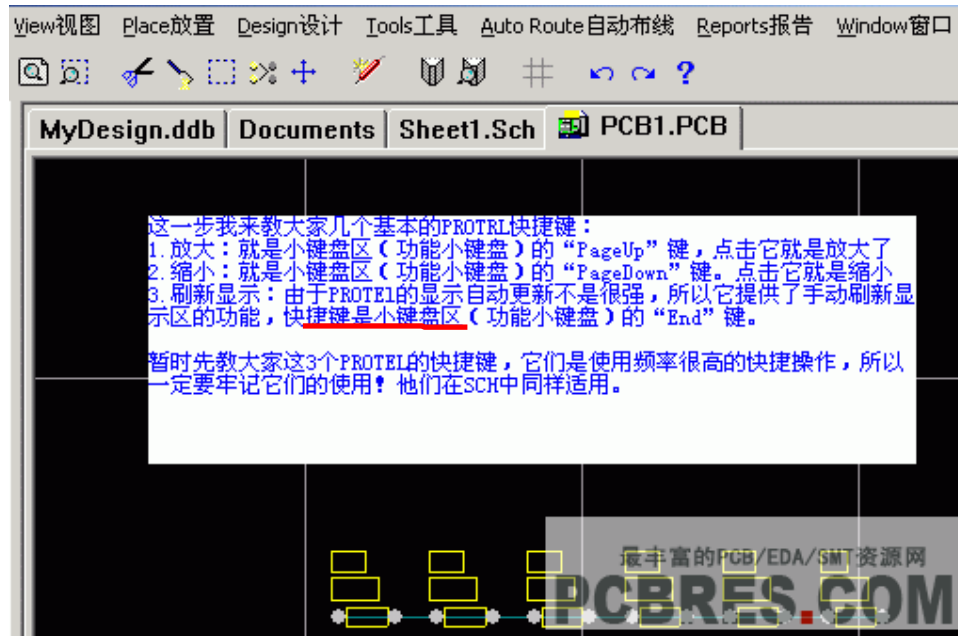 View视图 Place放置 Design设计 Tools工具 Auto Route自动布线 Reports报告 Window窗口
MyDesign.ddb Documents Sheet1.Sch PCB1.PCB
这一步我来教大家几个基本的PROTRL快捷键：
1.放大：就是小键盘区（功能小键盘）的“PageUp”键，点击它就是放大了
2.缩小：就是小键盘区（功能小键盘）的“PageDown”键。点击它就是缩小
3.刷新显示：由于PROTEl的显示自动更新不是很强，所以它提供了手动刷新显
示区的功能，快捷键是小键盘区（功能小键盘）的“End”键。
暂时先教大家这3个PROTEL的快捷键，它们是使用频率很高的快捷操作，所以
一定要牢记它们的使用！他们在SCH中同样适用。
最丰富的PCB/EDA/SMT资源网
PCBRES.COM